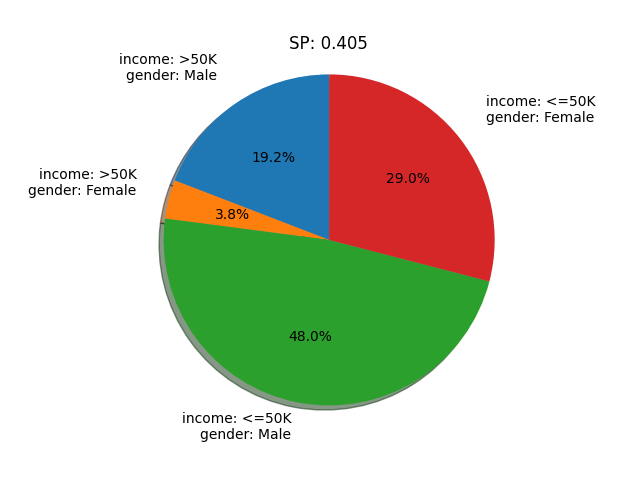 SP: 0.405
income: >50K
gender: Male
income: <=50K
gender: Female
19.2%
29.0%
income: >50K
gender: Female
3.8%
48.0%
income: <=50K
gender: Male